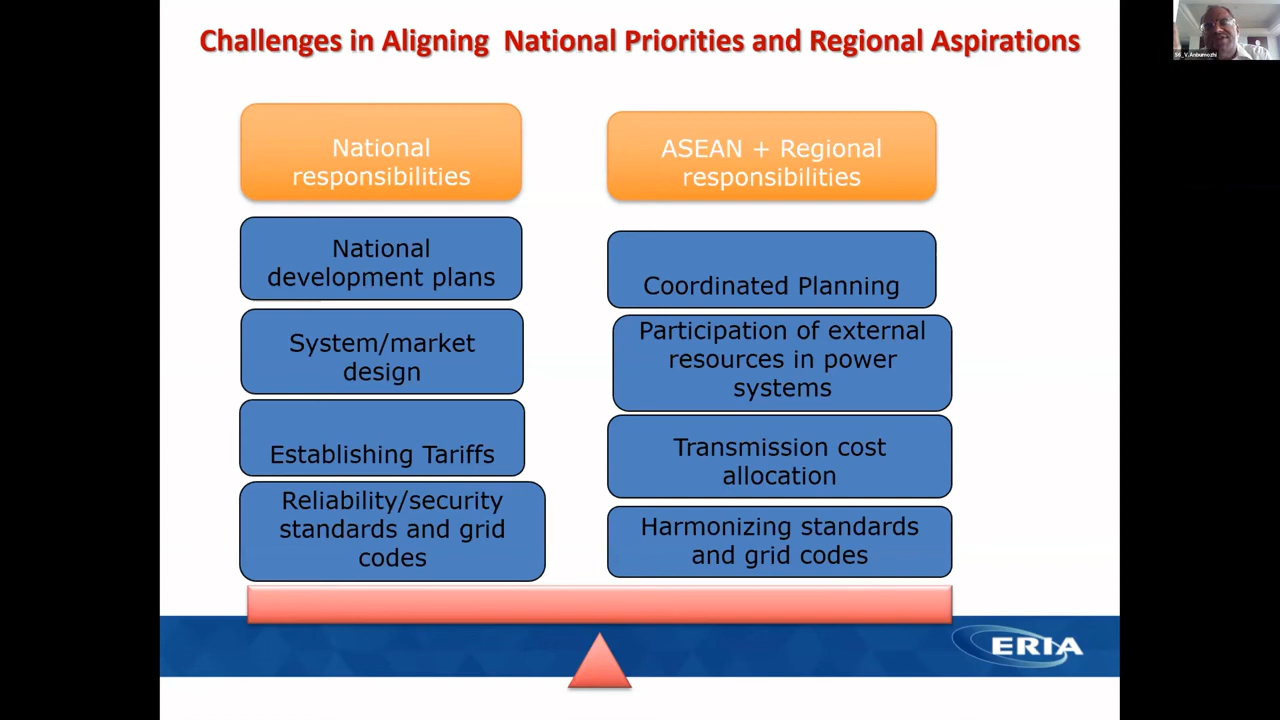 Challenges in Aligning National Priorities and Regional Aspirations
S6_V.Anbumozhi
National
responsibilities
National
development plans
System/market
design
Establishing Tariffs
Reliability/security
standards and grid
codes
ASEAN + Regional
responsibilities
Coordinated Planning
Participation of external
resources in power
systems
Transmission cost
allocation
Harmonizing standards
and grid codes
ERIA